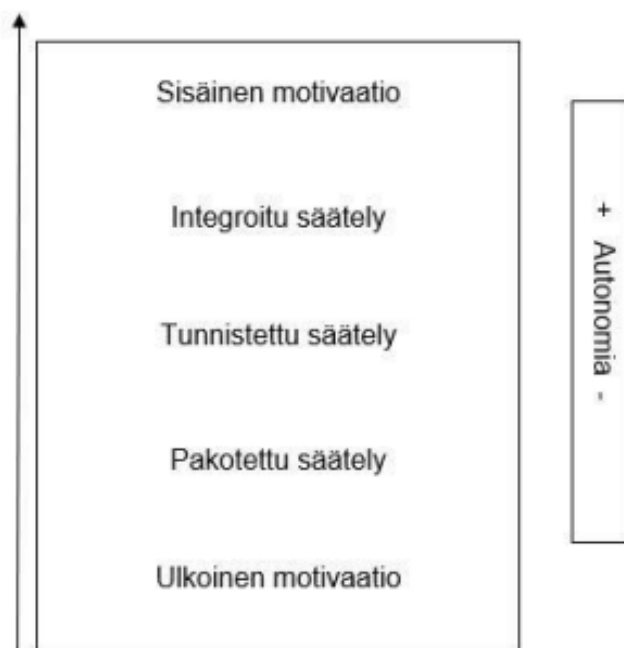 Sisäinen motivaatio
Integroitu säätely
Tunnistettu säätely
Pakotettu säätely
Ulkoinen motivaatio
+ Autonomia -